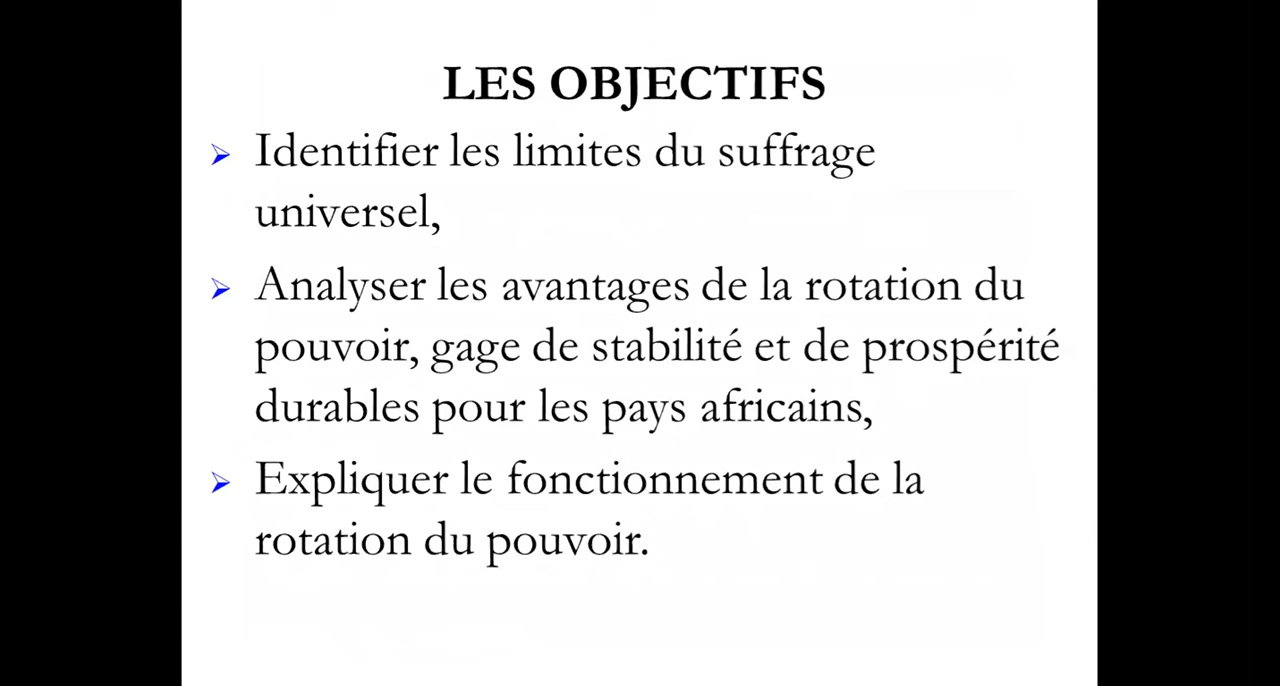 LES OBJECTIFS
Identifier les limites du suffrage
universel,
Analyser les avantages de la rotation du
pouvoir, gage de stabilité et de prospérité
durables pour les pays africains,
Expliquer le fonctionnement de la
rotation du pouvoir.